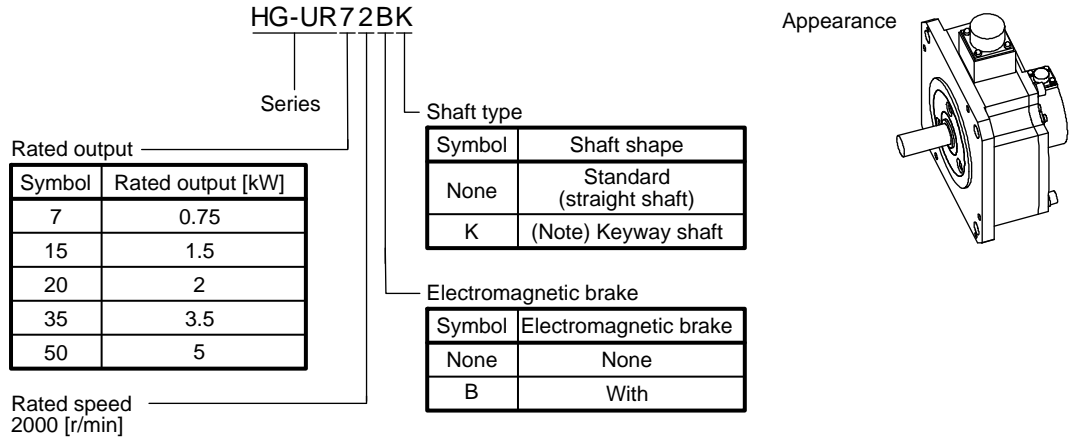 HG-UR72BK
Appearance
Series
Shaft type
Symbol Shaft shape
None Standard
(straight shaft)
K (Note) Keyway shaft
Rated output
Symbol Rated output [kW]
7 0.75
15 1.5
20 2
35 3.5
50 5
Electromagnetic brake
Symbol Electromagnetic brake
None None
B With
Rated speed
2000 [r/min]